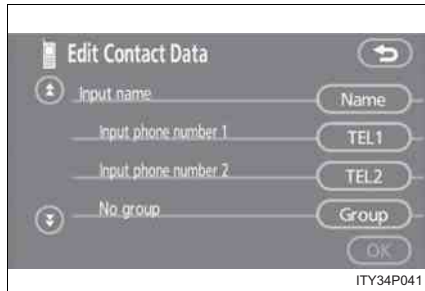 Edit Contact Data
Input name Name
Input phone number 1 TEL1
Input phone number 2 TEL2
No group Group
OK
ITY34P041